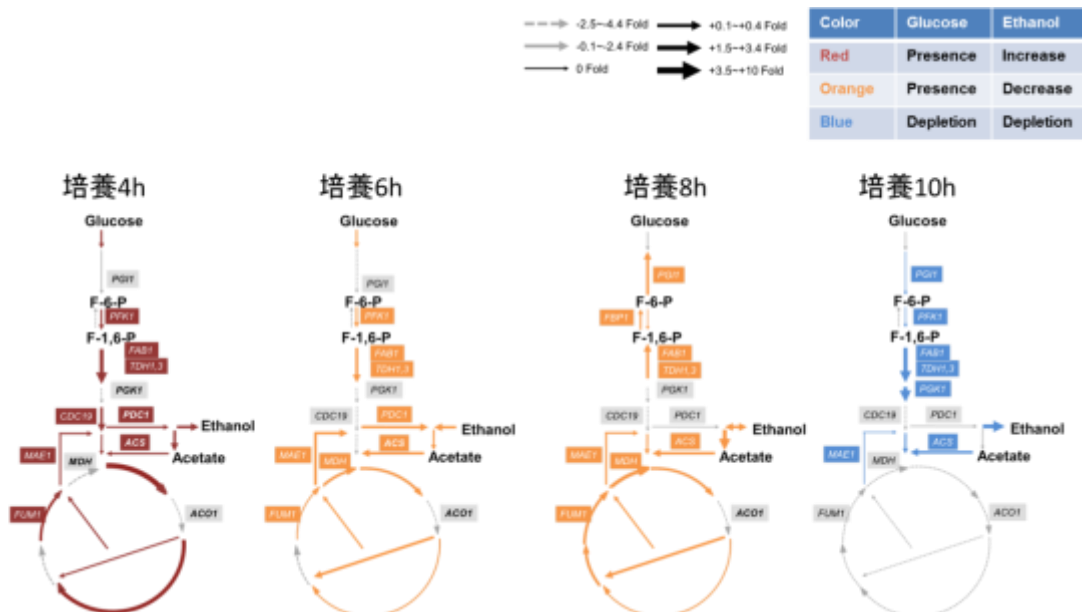 -2.5~-4.4 Fold
-0.1~-2.4 Fold
0 Fold
+0.1~+0.4 Fold
+1.5~+3.4 Fold
+3.5~+10 Fold
Color Glucose Ethanol
Red Presence Increase
Orange Presence Decrease
Blue Depletion Depletion
培養4h
Glucose
PGI1
F-6-P
PFK1
F-1,6-P
FAB1
TDH1,3
PGK1
CDC19
PDC1
Ethanol
ACS
Acetate
MAE1
MDH
FUM1
ACO1
培養6h
Glucose
PGI1
F-6-P
PFK1
F-1,6-P
FAB1
TDH1,3
PGK1
CDC19
PDC1
Ethanol
ACS
Acetate
MAE1
MDH
FUM1
ACO1
培養8h
Glucose
PGI1
F-6-P
FBP1
F-1,6-P
FAB1
TDH1,3
PGK1
CDC19
PDC1
Ethanol
ACS
Acetate
MAE1
MDH
FUM1
ACO1
培養10h
Glucose
PGI1
F-6-P
PFK1
F-1,6-P
FAB1
TDH1,3
PGK1
CDC19
PDC1
Ethanol
ACS
Acetate
MAE1
MDH
FUM1
ACO1